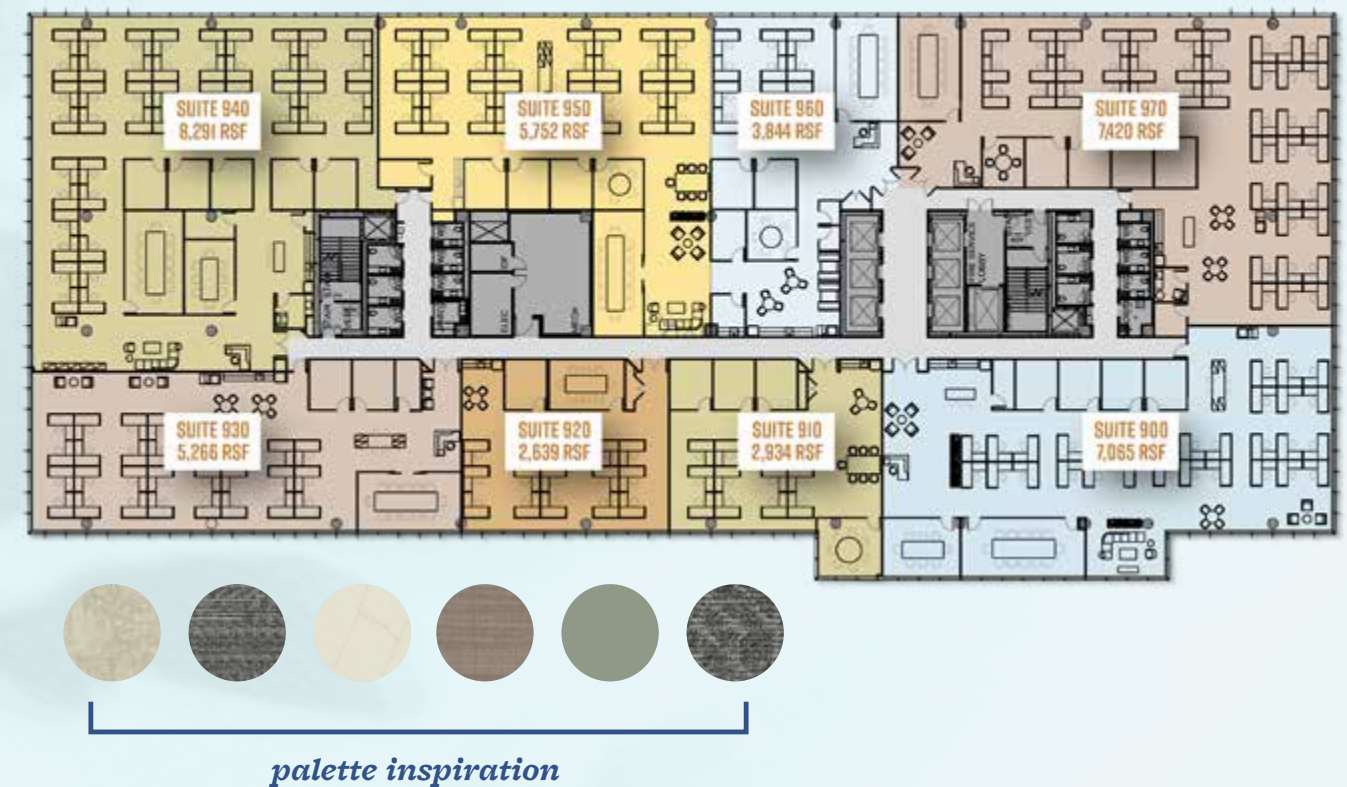 SUITE 940
8,291 RSF
SUITE 950
5,752 RSF
SUITE 960
3,844 RSF
SUITE 970
7,420 RSF
ELEC
LOBBY
SUITE 930
5,266 RSF
SUITE 920
2,639 RSF
SUITE 910
2,934 RSF
SUITE 900
7,065 RSF
palette inspiration